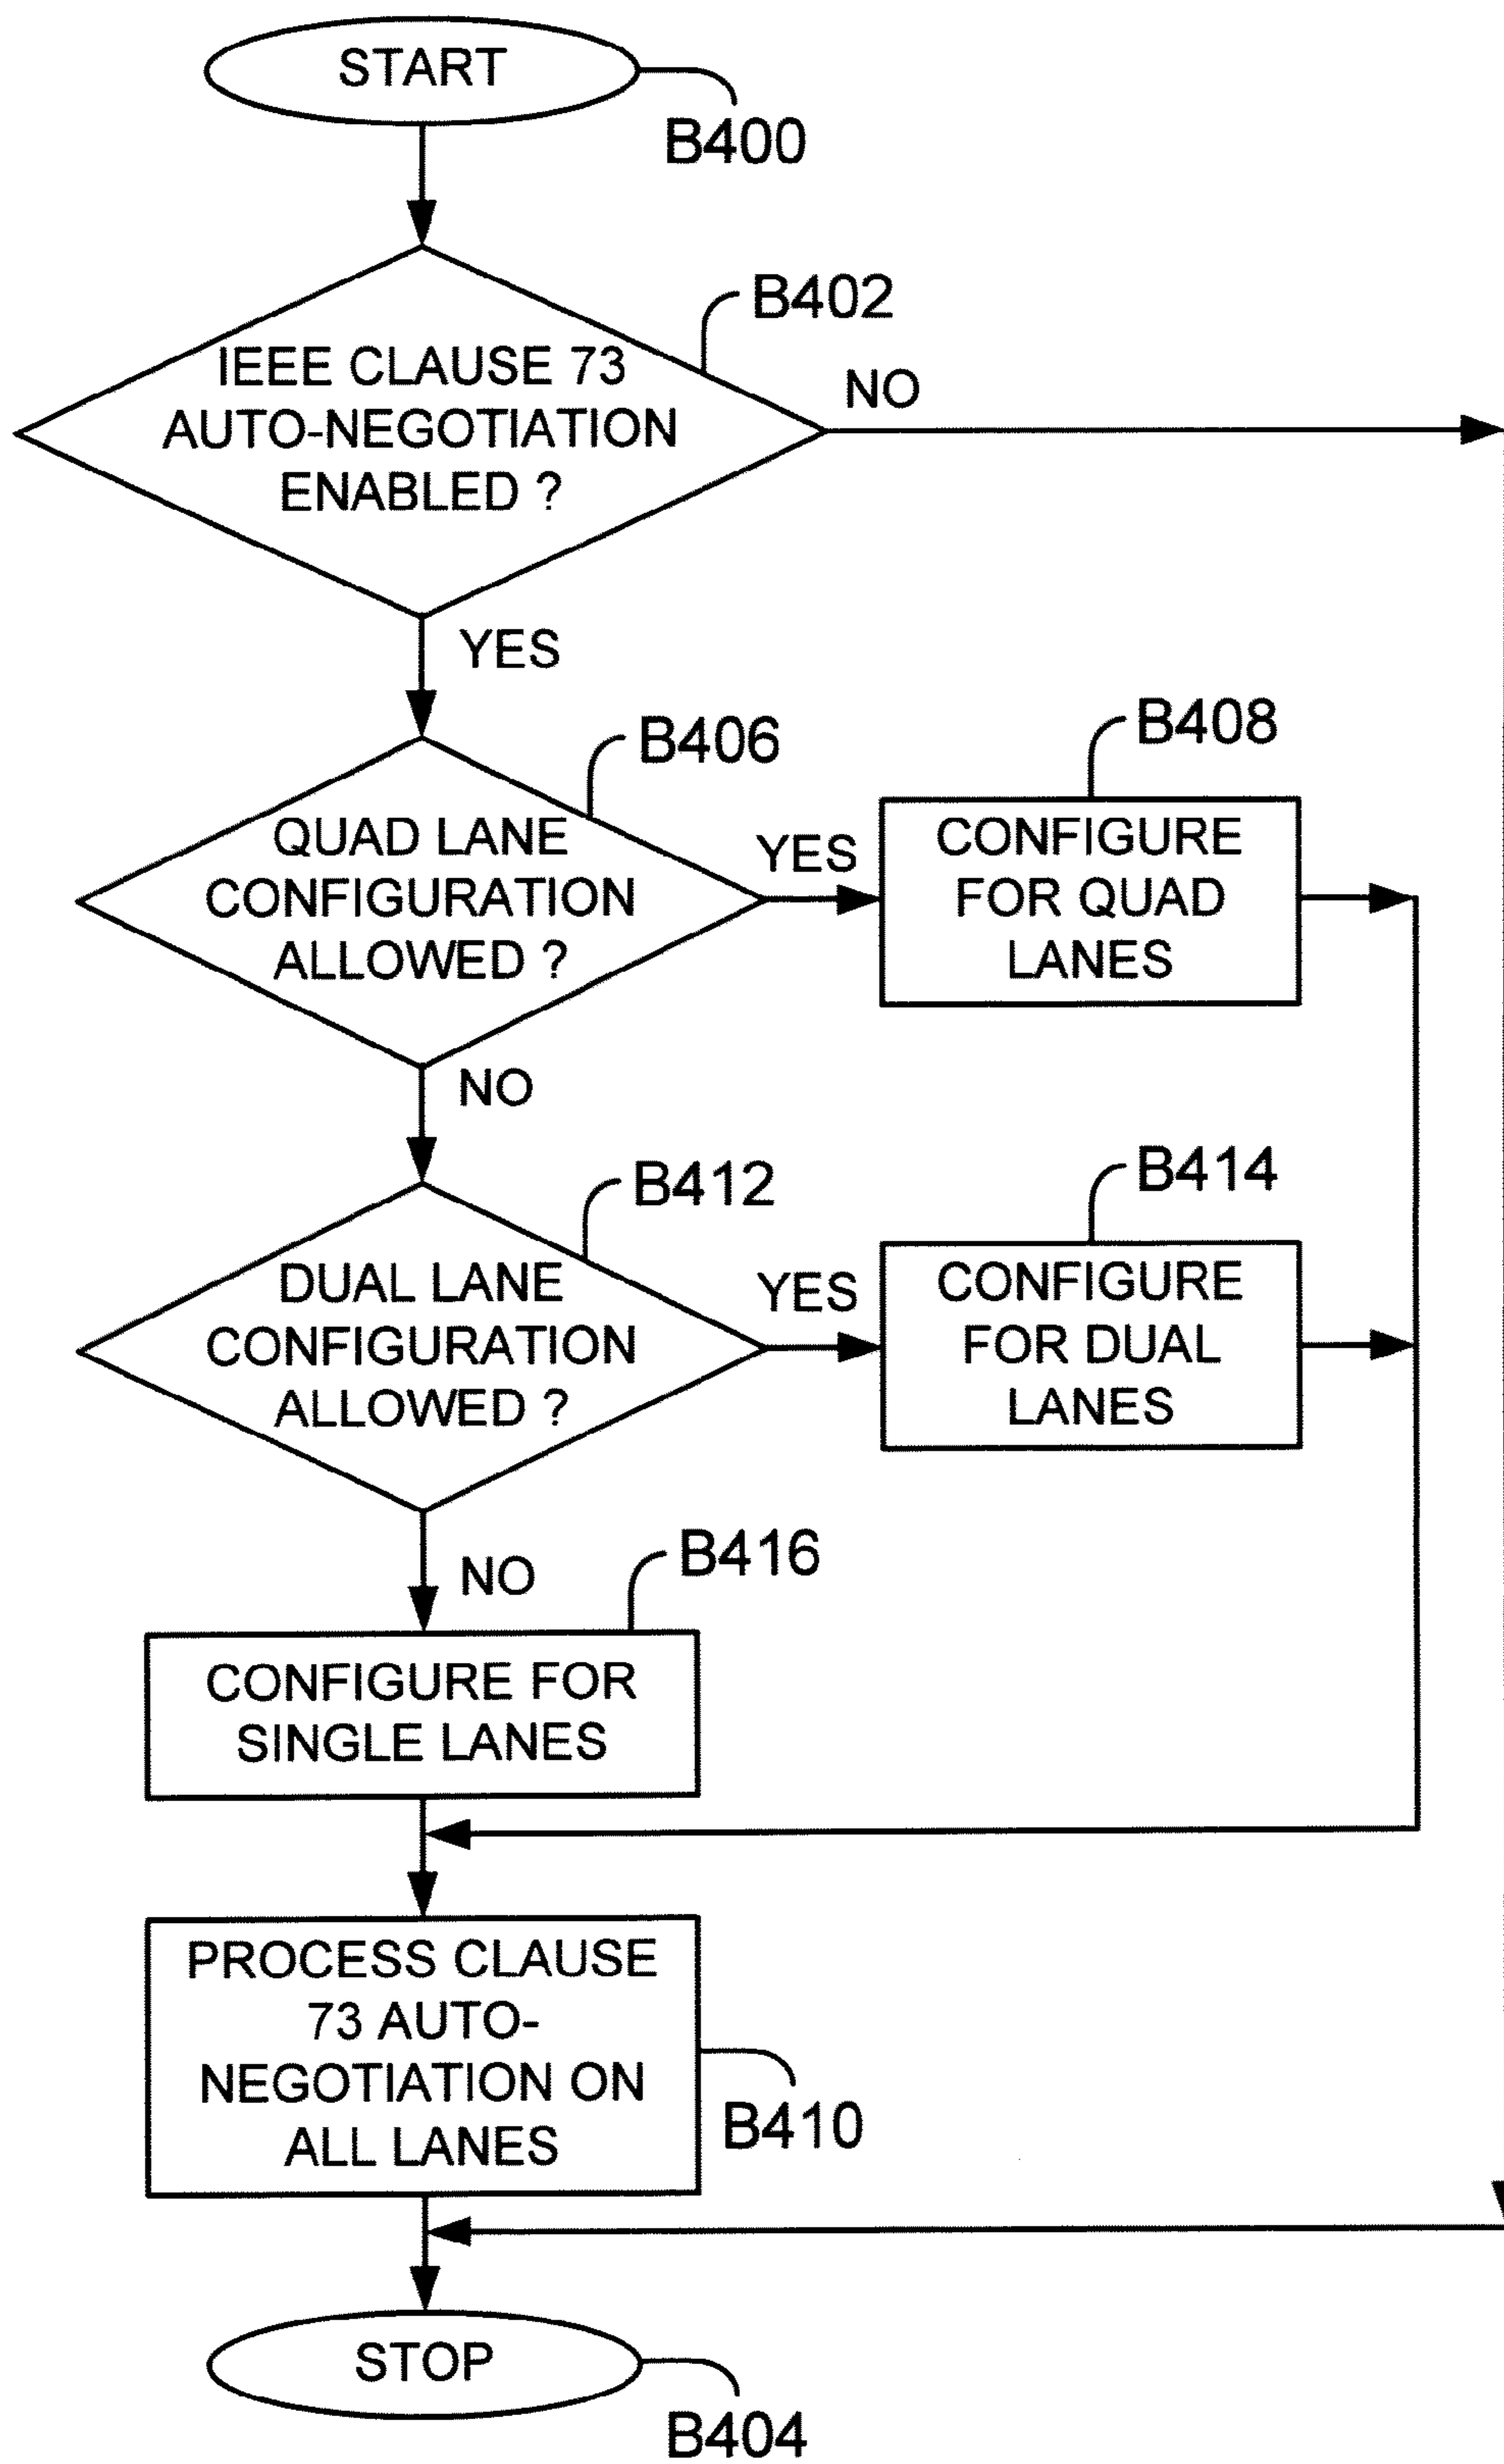 START
B400
B402
IEEE CLAUSE 73
AUTO-NEGOTIATION
ENABLED ?
NO
YES
B406
QUAD LANE
CONFIGURATION
ALLOWED ?
YES
B408
CONFIGURE
FOR QUAD
LANES
NO
B412
DUAL LANE
CONFIGURATION
ALLOWED ?
YES
B414
CONFIGURE
FOR DUAL
LANES
NO
B416
CONFIGURE FOR
SINGLE LANES
PROCESS CLAUSE
73 AUTO-
NEGOTIATION ON
ALL LANES
B410
STOP
B404